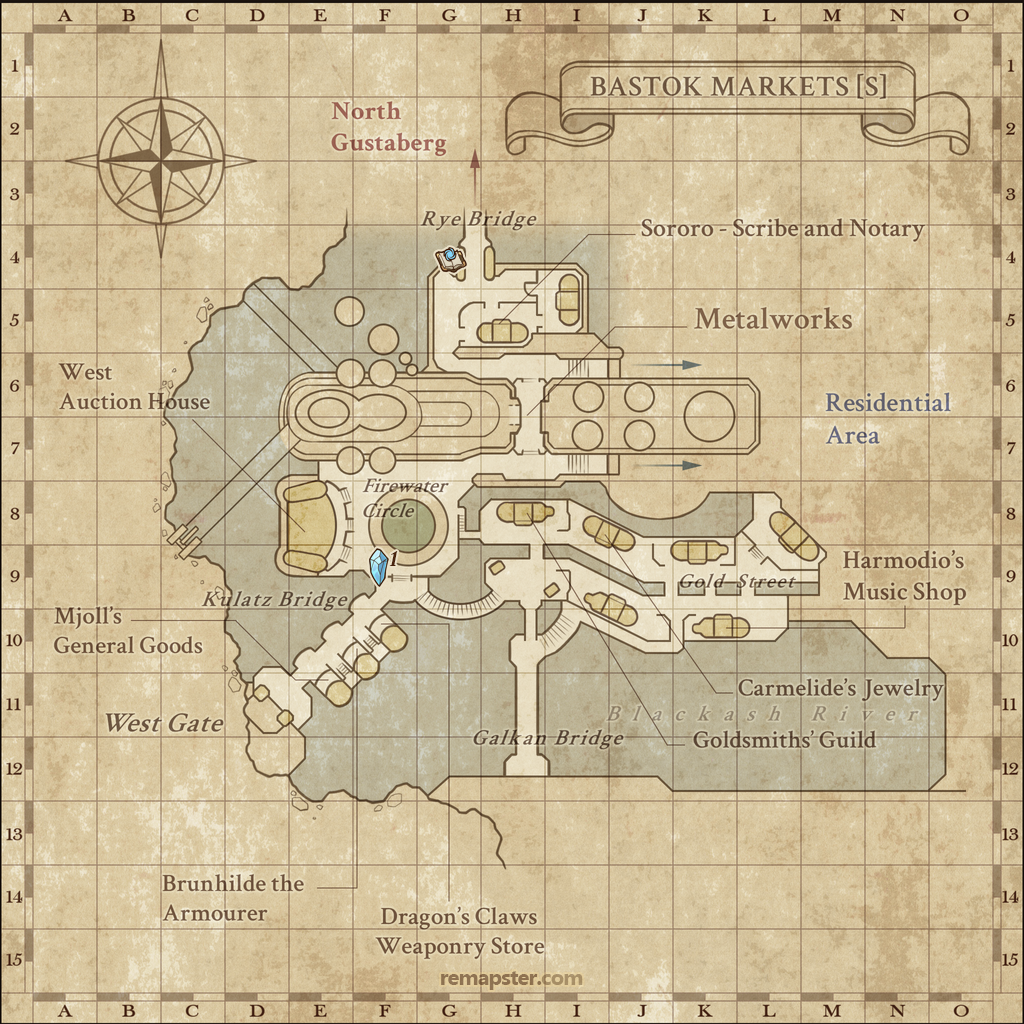 A B C D E F G H I J K L M N O
1
1
BASTOK MARKETS [S]
North
Gustaberg
2
2
3
3
Rye Bridge
Sororo - Scribe and Notary
4
4
Metalworks
5
5
West
Auction House
6
6
Residential
Area
7
7
Firewater
Circle
8
8
1
Harmodio's
Music Shop
Gold Street
9
9
Kulatz Bridge
Mjoll's
General Goods
10
10
Carmelide's Jewelry
Blackash River
11
11
West Gate
Galkan Bridge
Goldsmiths' Guild
12
12
13
13
Brunhilde the
Armourer
14
14
Dragon's Claws
Weaponry Store
15
15
remapster.com
A B C D E F G H I J K L M N O